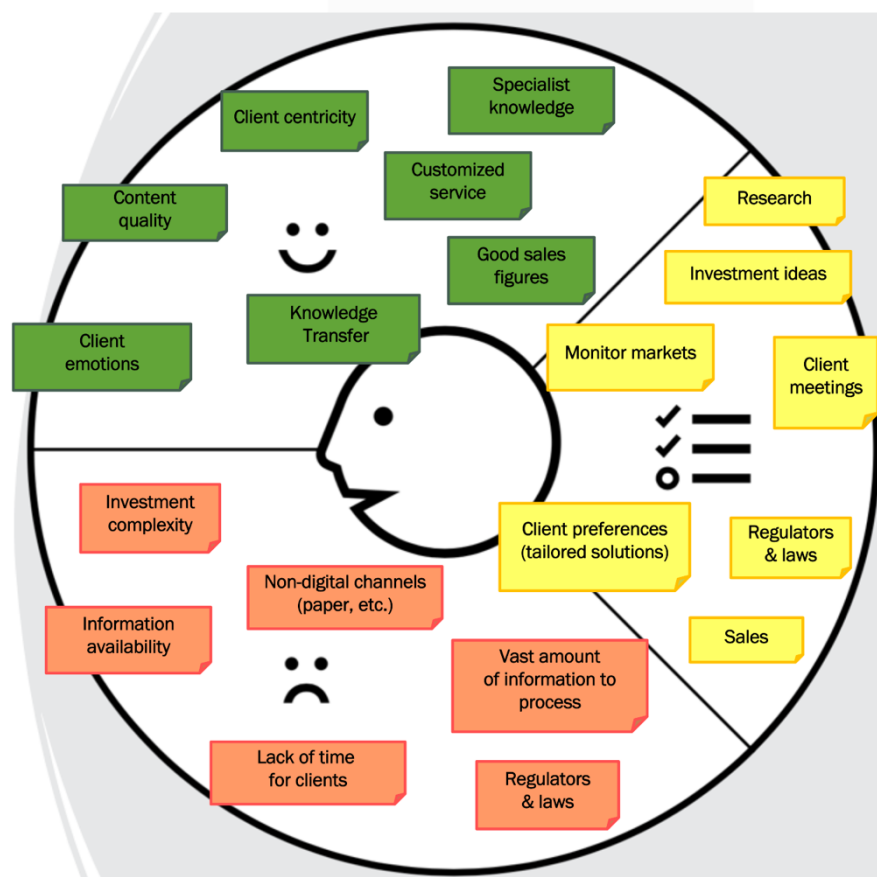 Specialist
knowledge
Client centricity
Customized
service
Content
quality
Good sales
figures
Knowledge
Transfer
Client
emotions
Research
Investment ideas
Monitor markets
Client
meetings
Client preferences
(tailored solutions)
Regulators
& laws
Sales
Investment
complexity
Non-digital channels
(paper, etc.)
Information
availability
Vast amount
of information to
process
Lack of time
for clients
Regulators
& laws